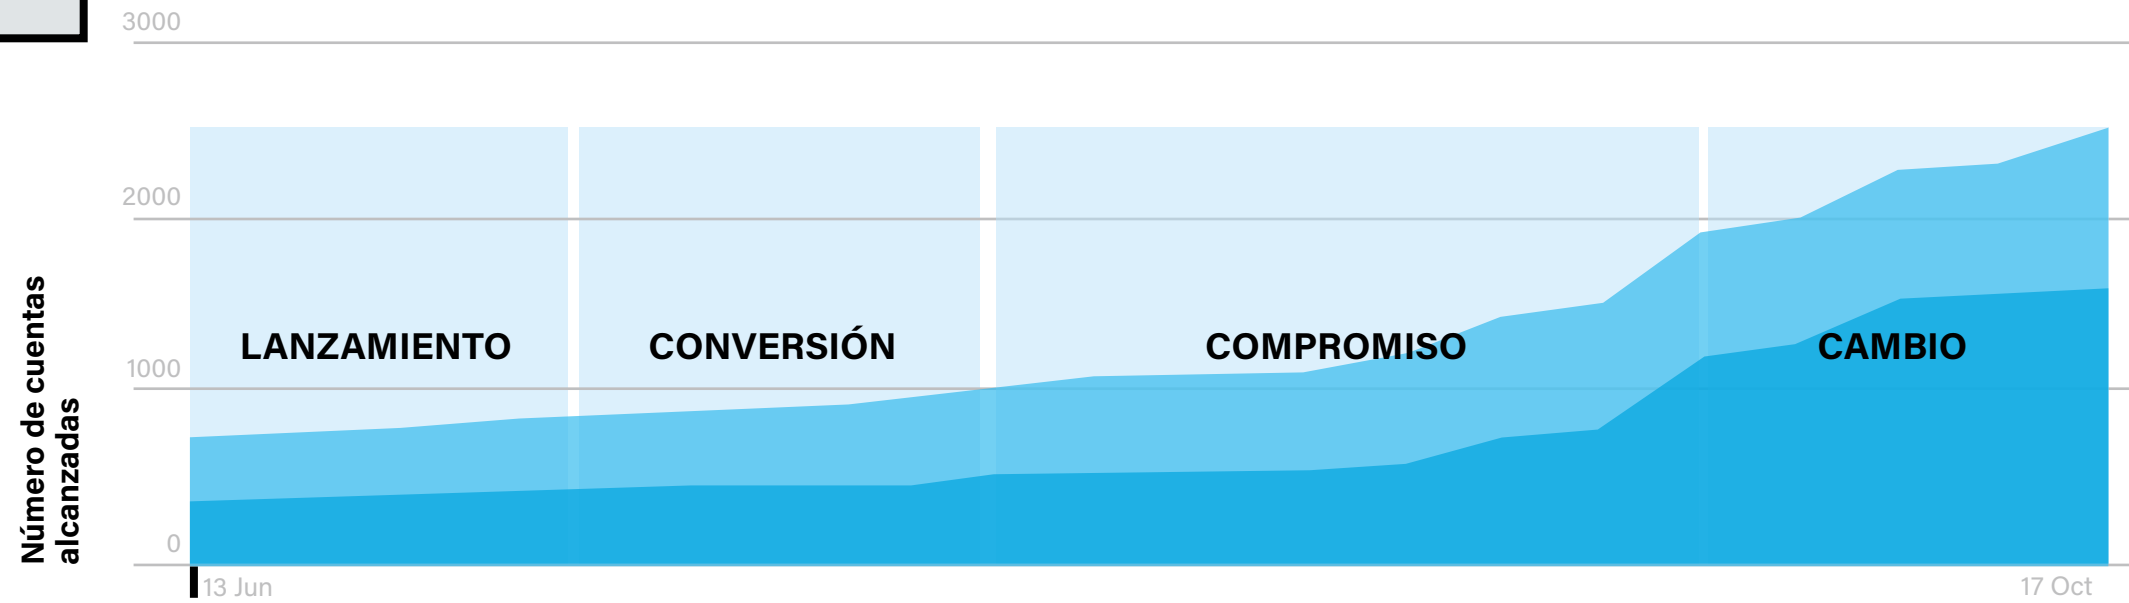 3000
2000
1000
0
Número de cuentas
alcanzadas
LANZAMIENTO
CONVERSIÓN
COMPROMISO
CAMBIO
13 Jun
17 Oct